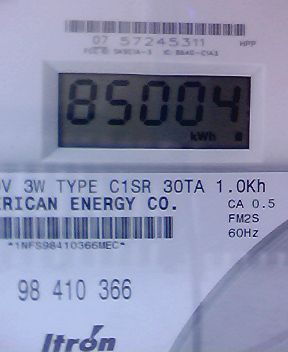 07 57245311 HPP
85004
kWh
V 3W TYPE C1SR 30TA 1.0Kh
RICAN ENERGY CO. CA 0.5
FM2S
*1NFS98410366MEC* 60Hz
98 410 366
Itron